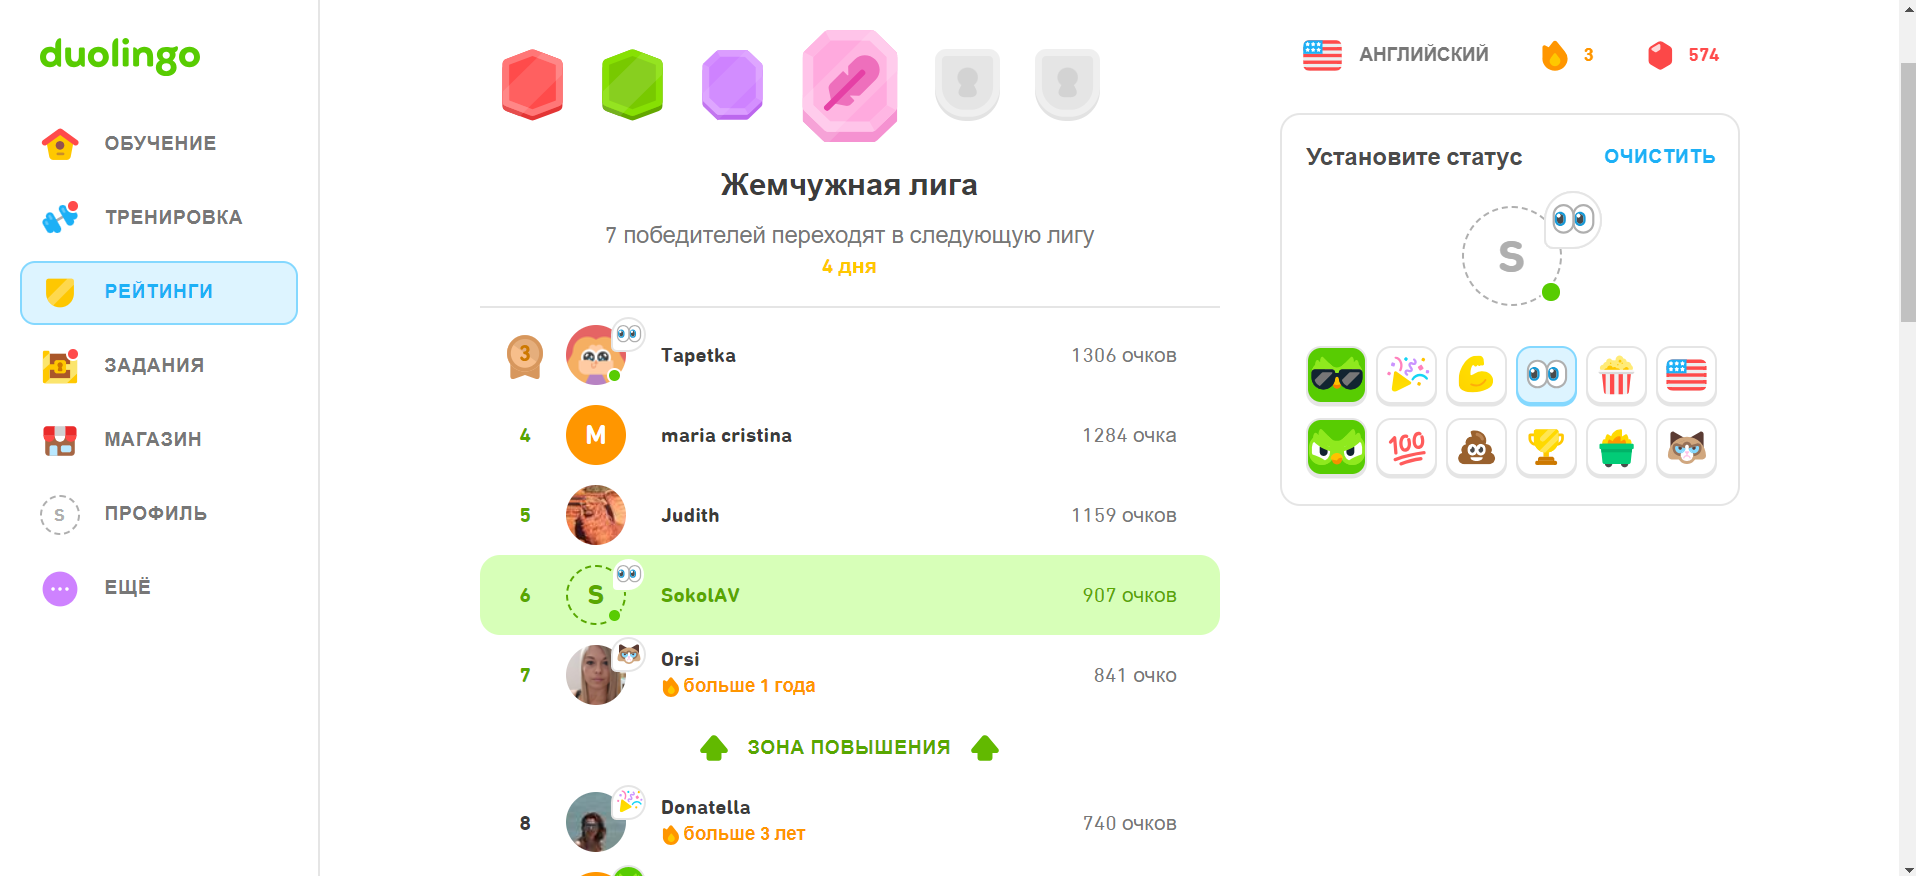 duolingo
ОБУЧЕНИЕ
ТРЕНИРОВКА
РЕЙТИНГИ
ЗАДАНИЯ
МАГАЗИН
S ПРОФИЛЬ
ЕЩЁ
Жемчужная лига
7 победителей переходят в следующую лигу
4 дня
3 Tapetka 1306 очков
4 M maria cristina 1284 очка
5 Judith 1159 очков
6 S SokolAV 907 очков
7 Orsi 841 очко
больше 1 года
ЗОНА ПОВЫШЕНИЯ
8 Donatella 740 очков
больше 3 лет
АНГЛИЙСКИЙ 3 574
Установите статус ОЧИСТИТЬ
S
100